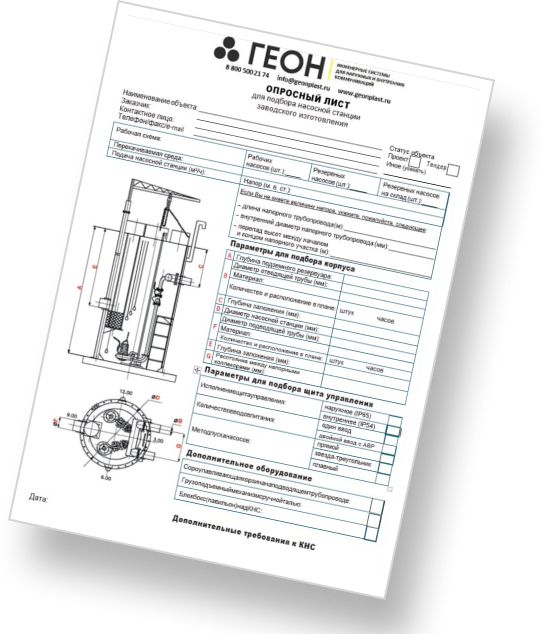 ГЕОН
ИНЖЕНЕРНЫЕ СИСТЕМЫ
ДЛЯ НАРУЖНЫХ И ВНУТРЕННИХ
КОММУНИКАЦИЙ
8 800 500 21 74 info@geonplast.ru www.geonplast.ru
ОПРОСНЫЙ ЛИСТ
для подбора насосной станции
заводского изготовления
Наименование объекта:
Заказчик:
Контактное лицо:
Телефон/факс/e-mail
Статус объекта
Проект Тендер
Иное (указать)
Рабочая схема:
Рабочих
насосов (шт.):
Резервных
насосов (шт.):
Резервных насосов
на склад (шт.):
Перекачиваемая среда:
Подача насосной станции (м³/ч):
Напор (м. в. ст.)
Если Вы не знаете величину напора, укажите, пожалуйста, следующее:
– длина напорного трубопровода (м):
– внутренний диаметр напорного трубопровода (мм):
– перепад высот между началом
и концом напорного участка (м):
Параметры для подбора корпуса
A Глубина подземного резервуара:
Диаметр отводящей трубы (мм):
B Материал:
Количество и расположение в плане: штук часов
C Глубина заложения (мм):
D Диаметр насосной станции (мм):
Диаметр подводящей трубы (мм):
F Материал:
Количество и расположение в плане: штук часов
E Глубина заложения (мм):
G Расстояние между напорными
коллекторами (мм):
Параметры для подбора щита управления
Исполнениещитауправления:
наружное (IP65)
внутреннее (IP54)
Количествовводовпитания:
один ввод
двойной ввод с АВР
Методпусканасосов:
прямой
звезда-треугольник
плавный
Дополнительное оборудование
Сороулавливающаякорзинанаподводящемтрубопроводе:
Грузоподъемныймеханизмсручнойталью:
Блокбокс(павильон)надКНС:
Дополнительные требования к КНС
A
E
C
12.00
ØD
9.00
3.00
ØD
6.00
Дата: